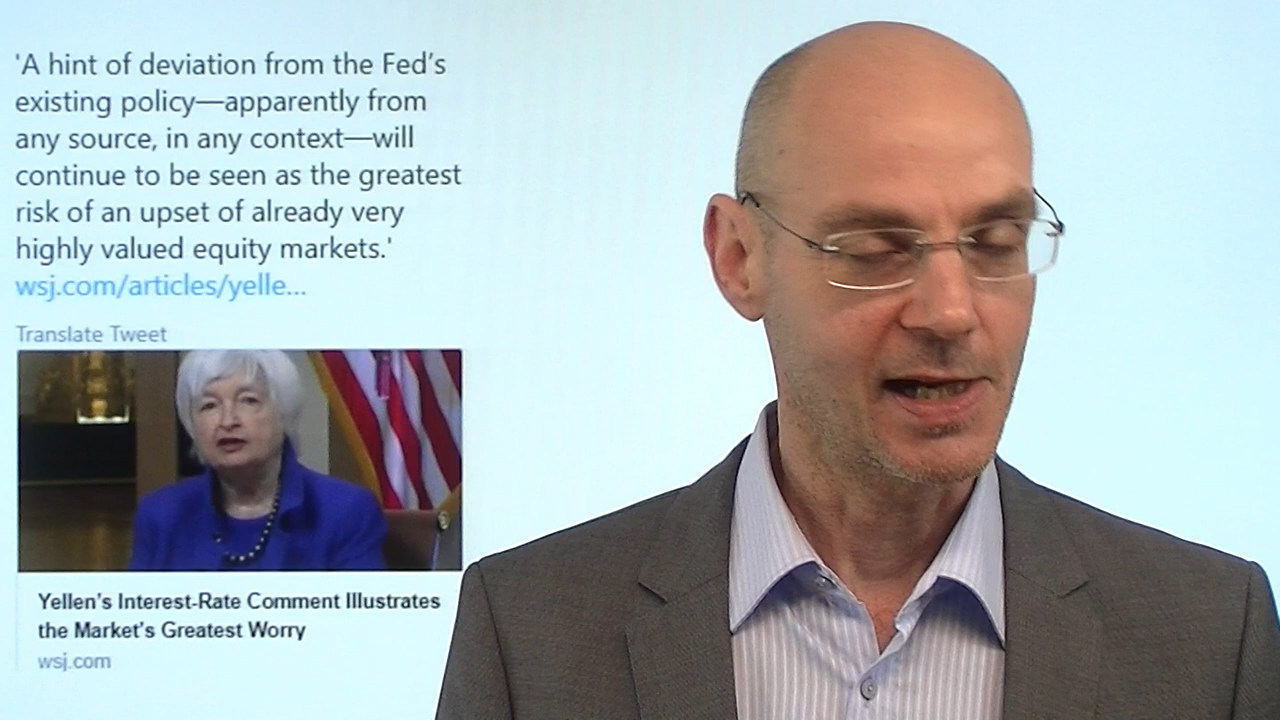 'A hint of deviation from the Fed's
existing policy—apparently from
any source, in any context—will
continue to be seen as the greatest
risk of an upset of already very
highly valued equity markets.'
wsj.com/articles/yelle...
Translate Tweet
Yellen's Interest-Rate Comment Illustrates
the Market's Greatest Worry
wsj.com